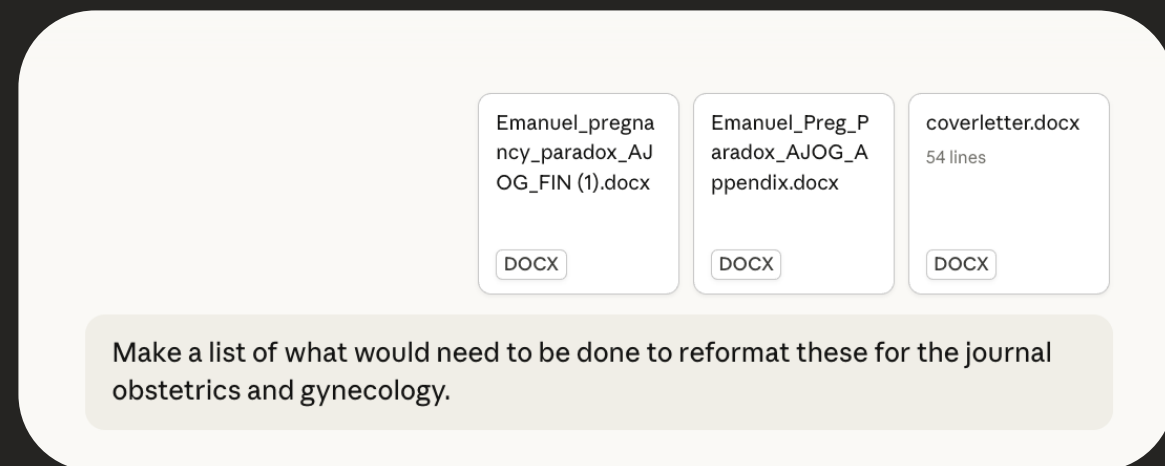 Emanuel_pregna
ncy_paradox_AJ
OG_FIN (1).docx
DOCX
Emanuel_Preg_P
aradox_AJOG_A
ppendix.docx
DOCX
coverletter.docx
54 lines
DOCX
Make a list of what would need to be done to reformat these for the journal
obstetrics and gynecology.